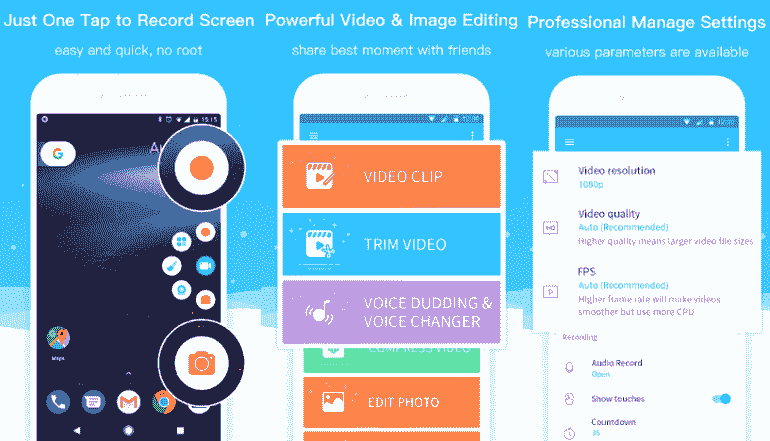 Just One Tap to Record Screen
easy and quick, no root
15:15
Maps
Powerful Video & Image Editing
share best moment with friends
VIDEO CLIP
TRIM VIDEO
VOICE DUDDING &
VOICE CHANGER
COMPRESS VIDEO
EDIT PHOTO
Professional Manage Settings
various parameters are available
Video resolution
1080p
Video quality
Auto (Recommended)
Higher quality means larger video file sizes
FPS
Auto (Recommended)
Higher frame rate will make videos
smoother but use more CPU
Recording
Audio Record
Open
Show touches
Countdown
3S